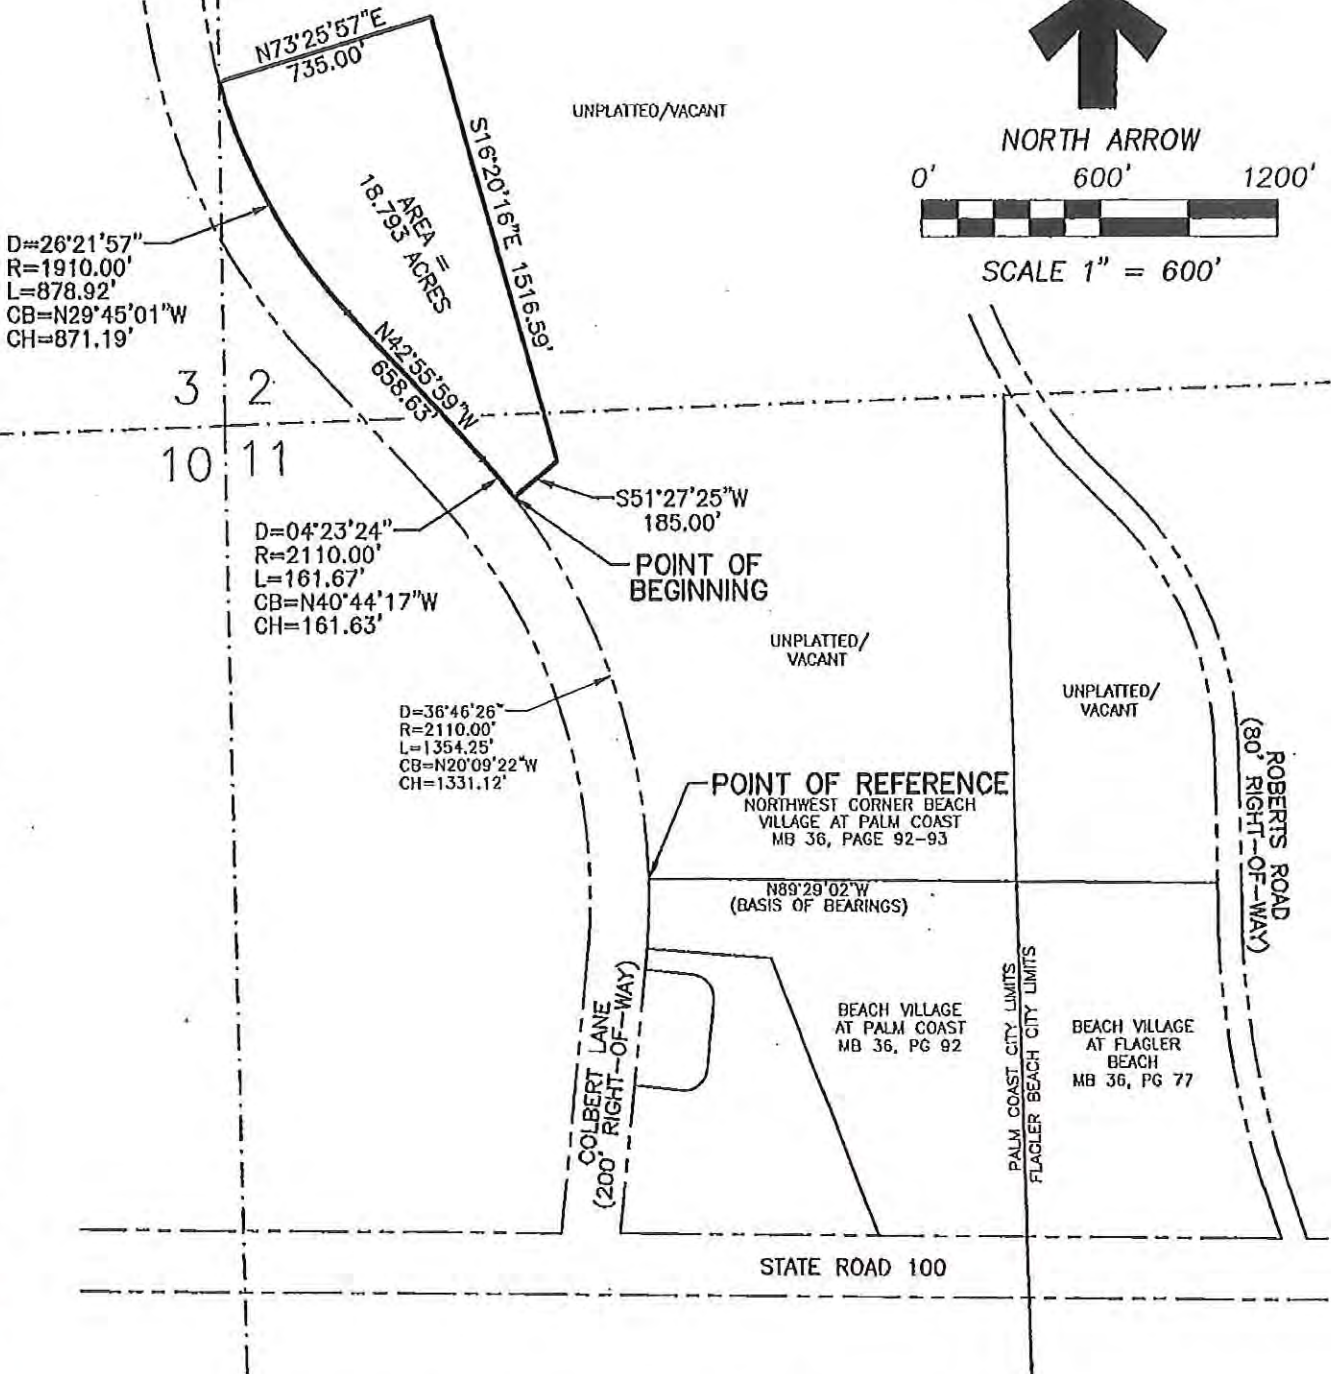 N73°25'57"E
735.00'
UNPLATTED/VACANT
NORTH ARROW
0' 600' 1200'
SCALE 1" = 600'
S16°20'16"E 1516.59'
AREA =
18.793 ACRES
D=26°21'57"
R=1910.00'
L=878.92'
CB=N29°45'01"W
CH=871.19'
N42°55'59"W
658.63'
3 2
10 11
S51°27'25"W
185.00'
D=04°23'24"
R=2110.00'
L=161.67'
CB=N40°44'17"W
CH=161.63'
POINT OF
BEGINNING
UNPLATTED/
VACANT
UNPLATTED/
VACANT
D=36°46'26"
R=2110.00'
L=1354.25'
CB=N20°09'22"W
CH=1331.12'
POINT OF REFERENCE
NORTHWEST CORNER BEACH
VILLAGE AT PALM COAST
MB 36, PAGE 92-93
ROBERTS ROAD
(80' RIGHT-OF-WAY)
N89°29'02"W
(BASIS OF BEARINGS)
COLBERT LANE
(200' RIGHT-OF-WAY)
BEACH VILLAGE
AT PALM COAST
MB 36, PG 92
PALM COAST CITY LIMITS
FLAGLER BEACH CITY LIMITS
BEACH VILLAGE
AT FLAGLER
BEACH
MB 36, PG 77
STATE ROAD 100